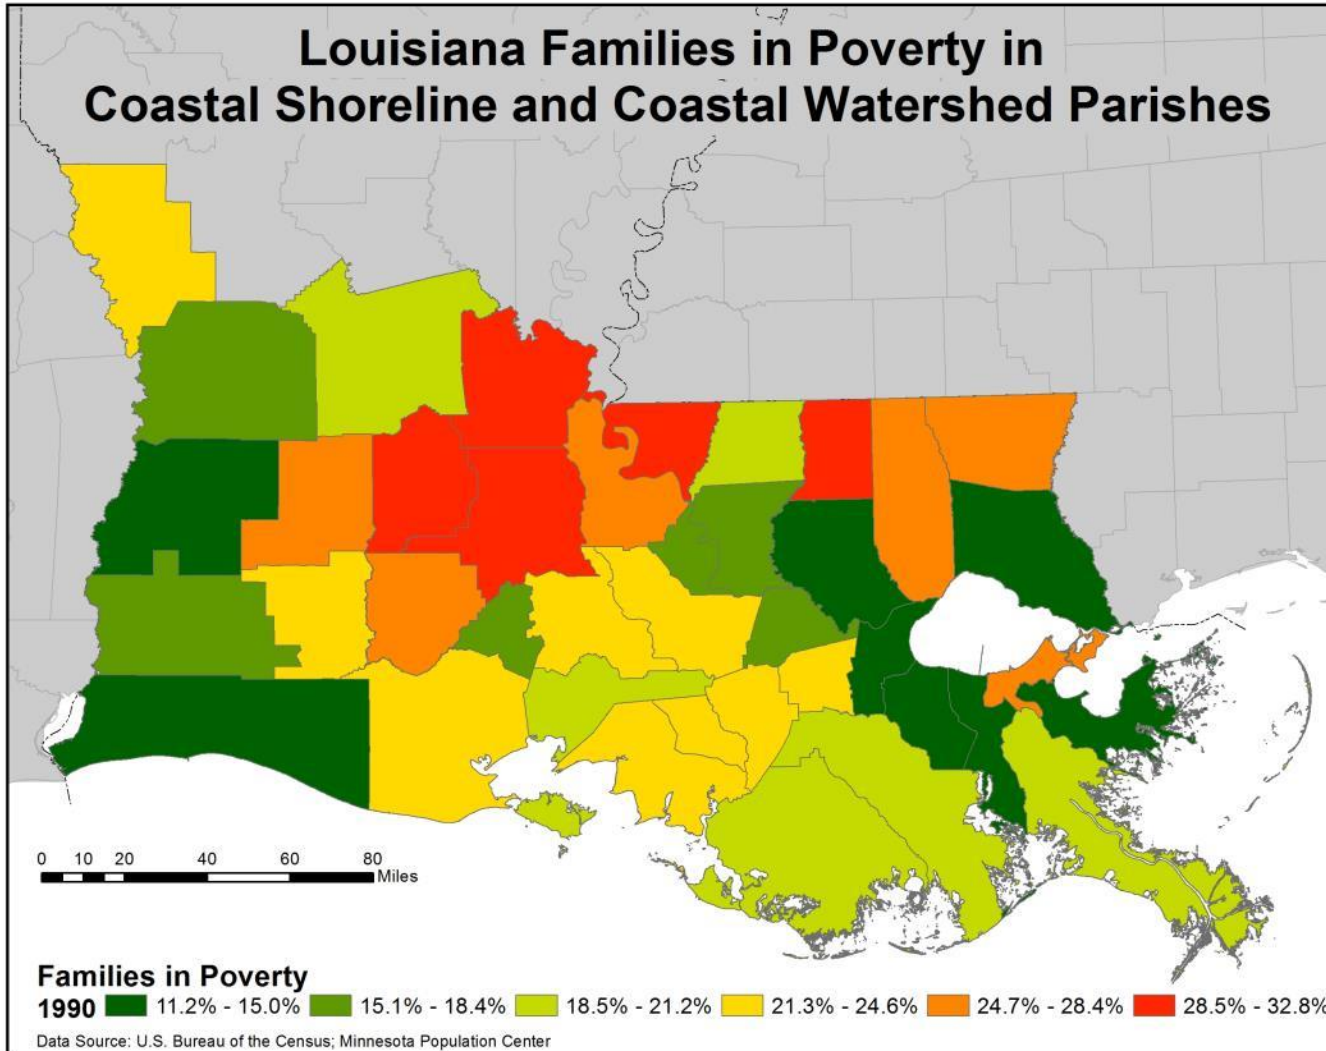 Louisiana Families in Poverty in
Coastal Shoreline and Coastal Watershed Parishes
0 10 20 40 60 80
Miles
Families in Poverty
1990 11.2% - 15.0% 15.1% - 18.4% 18.5% - 21.2% 21.3% - 24.6% 24.7% - 28.4% 28.5% - 32.8%
Data Source: U.S. Bureau of the Census; Minnesota Population Center